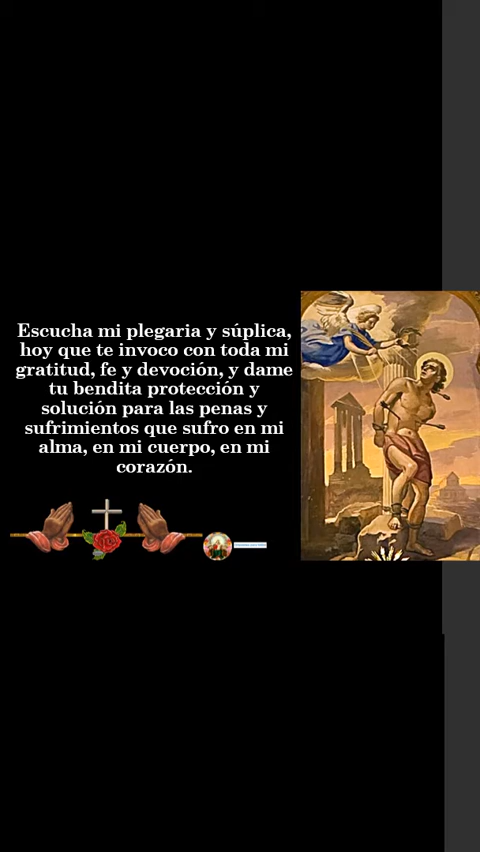 Escucha mi plegaria y súplica,
hoy que te invoco con toda mi
gratitud, fe y devoción, y dame
tu bendita protección y
solución para las penas y
sufrimientos que sufro en mi
alma, en mi cuerpo, en mi
corazón.